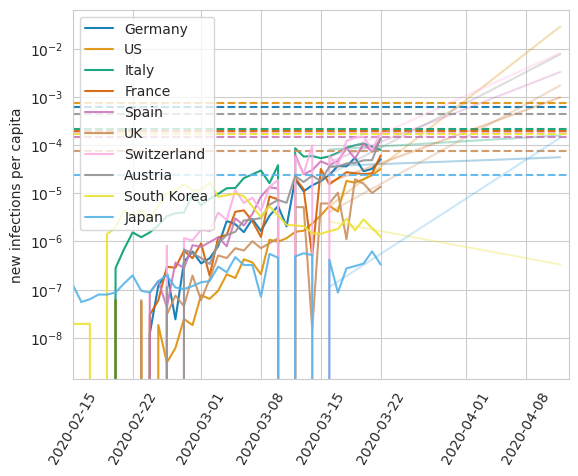 new infections per capita
10⁻²
10⁻³
10⁻⁴
10⁻⁵
10⁻⁶
10⁻⁷
10⁻⁸
Germany
US
Italy
France
Spain
UK
Switzerland
Austria
South Korea
Japan
2020-02-15
2020-02-22
2020-03-01
2020-03-08
2020-03-15
2020-03-22
2020-04-01
2020-04-08